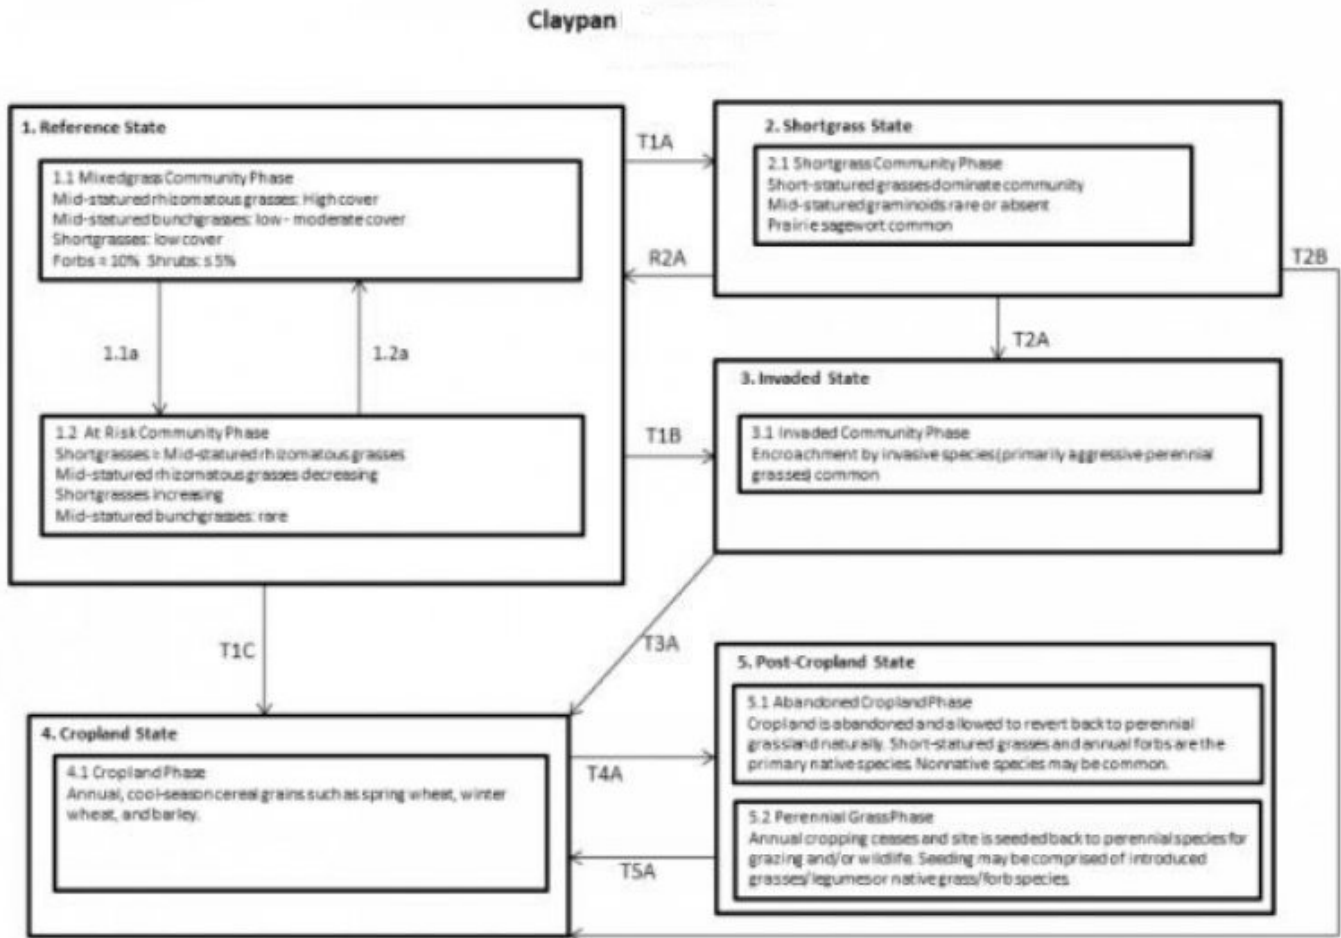 Claypan
1. Reference State
1.1 Mixedgrass Community Phase
Mid-statured rhizomatous grasses: High cover
Mid-statured bunchgrasses: low - moderate cover
Shortgrasses: low cover
Forbs ≈ 10% Shrubs: ≤ 5%
1.1a
1.2a
1.2 At Risk Community Phase
Shortgrasses ≥ Mid-statured rhizomatous grasses
Mid-statured rhizomatous grasses decreasing
Shortgrasses increasing
Mid-statured bunchgrasses: rare
T1A
R2A
T1B
T1C
2. Shortgrass State
2.1 Shortgrass Community Phase
Short-statured grasses dominate community
Mid-statured graminoids rare or absent
Prairie sagewort common
T2B
T2A
3. Invaded State
3.1 Invaded Community Phase
Encroachment by invasive species (primarily aggressive perennial
grasses) common
T3A
4. Cropland State
4.1 Cropland Phase
Annual, cool-season cereal grains such as spring wheat, winter
wheat, and barley.
T4A
T5A
5. Post-Cropland State
5.1 Abandoned Cropland Phase
Cropland is abandoned and allowed to revert back to perennial
grassland naturally. Short-statured grasses and annual forbs are the
primary native species. Nonnative species may be common.
5.2 Perennial Grass Phase
Annual cropping ceases and site is seeded back to perennial species for
grazing and/or wildlife. Seeding may be comprised of introduced
grasses/legumes or native grass/forb species.